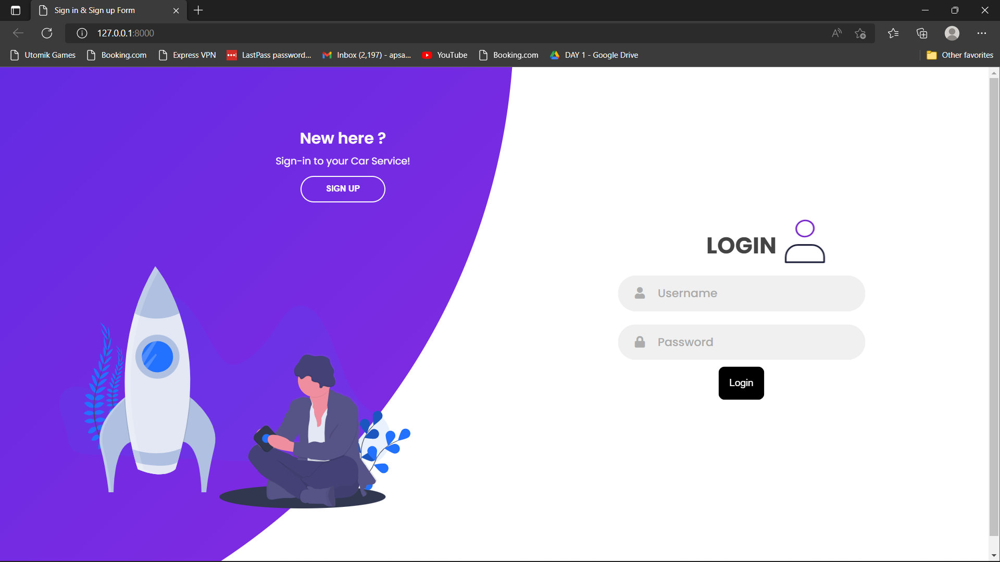 Sign in & Sign up Form
127.0.0.1:8000
Utomik Games
Booking.com
Express VPN
LastPass password...
Inbox (2,197) - apsa...
YouTube
Booking.com
DAY 1 - Google Drive
Other favorites
New here ?
Sign-in to your Car Service!
SIGN UP
LOGIN
Username
Password
Login